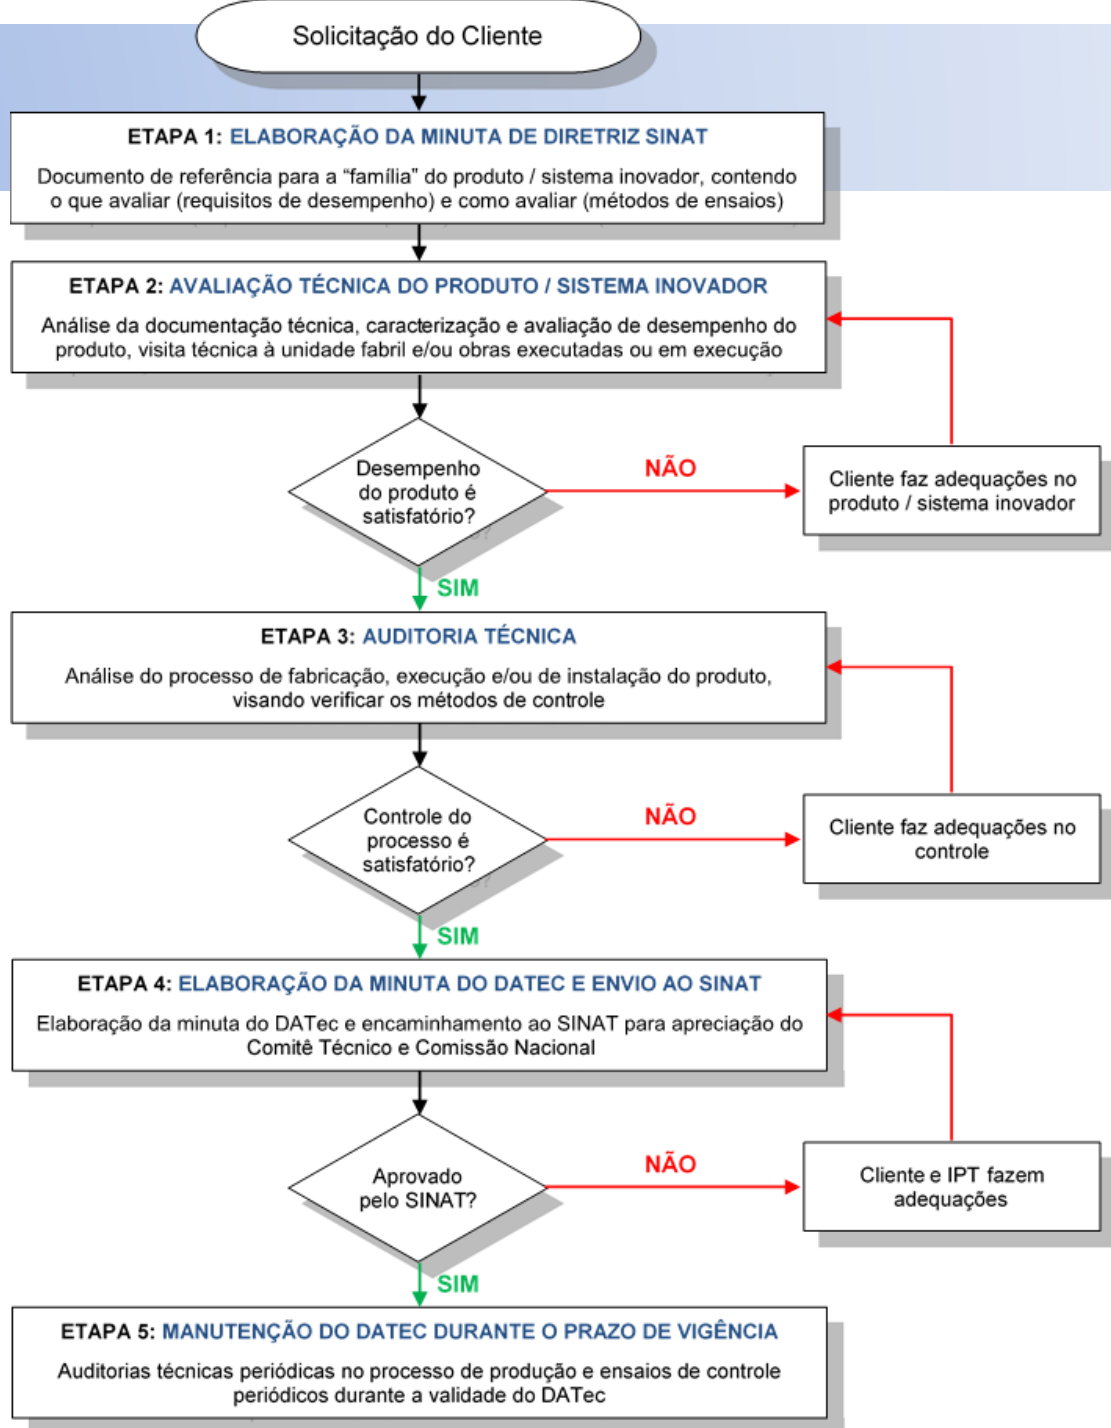 Solicitação do Cliente
ETAPA 1: ELABORAÇÃO DA MINUTA DE DIRETRIZ SINAT
Documento de referência para a “família” do produto / sistema inovador, contendo
o que avaliar (requisitos de desempenho) e como avaliar (métodos de ensaios)
ETAPA 2: AVALIAÇÃO TÉCNICA DO PRODUTO / SISTEMA INOVADOR
Análise da documentação técnica, caracterização e avaliação de desempenho do
produto, visita técnica à unidade fabril e/ou obras executadas ou em execução
Desempenho
do produto é
satisfatório?
NÃO
Cliente faz adequações no
produto / sistema inovador
SIM
ETAPA 3: AUDITORIA TÉCNICA
Análise do processo de fabricação, execução e/ou de instalação do produto,
visando verificar os métodos de controle
Controle do
processo é
satisfatório?
NÃO
Cliente faz adequações no
controle
SIM
ETAPA 4: ELABORAÇÃO DA MINUTA DO DATEC E ENVIO AO SINAT
Elaboração da minuta do DATec e encaminhamento ao SINAT para apreciação do
Comitê Técnico e Comissão Nacional
Aprovado
pelo SINAT?
NÃO
Cliente e IPT fazem
adequações
SIM
ETAPA 5: MANUTENÇÃO DO DATEC DURANTE O PRAZO DE VIGÊNCIA
Auditorias técnicas periódicas no processo de produção e ensaios de controle
periódicos durante a validade do DATec